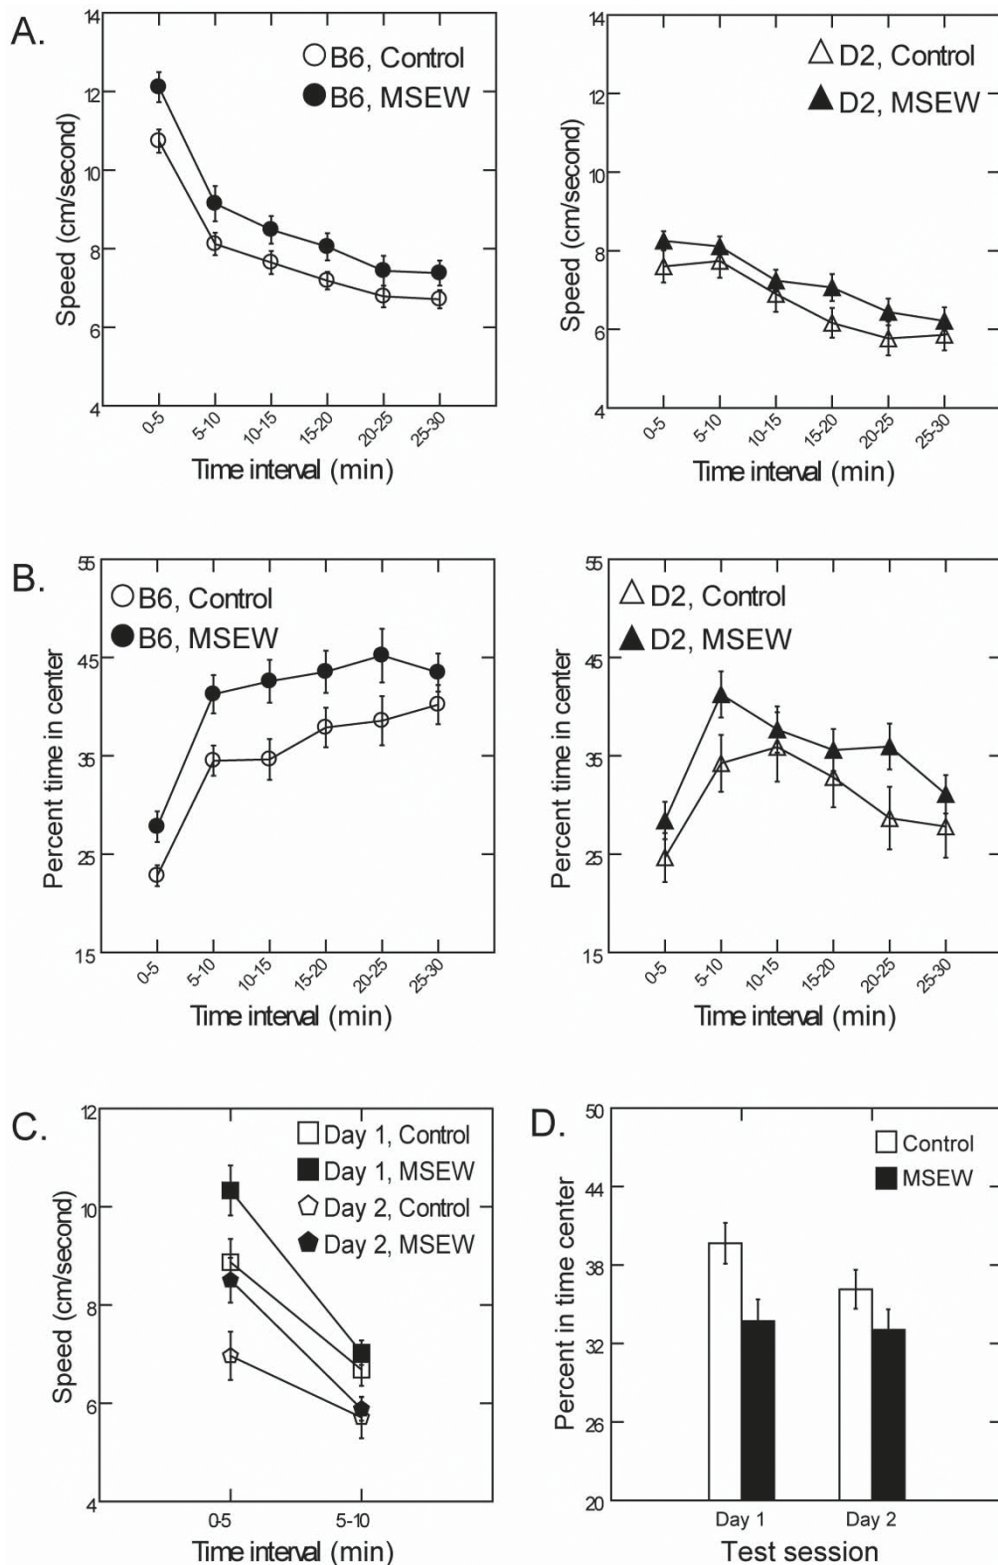 A.
B6, Control
B6, MSEW
14
12
10
8
6
4
Speed (cm/second)
0-5
5-10
10-15
15-20
20-25
25-30
Time interval (min)
D2, Control
D2, MSEW
14
12
10
8
6
4
Speed (cm/second)
0-5
5-10
10-15
15-20
20-25
25-30
Time interval (min)
B.
B6, Control
B6, MSEW
55
45
35
25
15
Percent time in center
0-5
5-10
10-15
15-20
20-25
25-30
Time interval (min)
D2, Control
D2, MSEW
55
45
35
25
15
Percent time in center
0-5
5-10
10-15
15-20
20-25
25-30
Time interval (min)
C.
Day 1, Control
Day 1, MSEW
Day 2, Control
Day 2, MSEW
12
10
8
6
4
Speed (cm/second)
0-5
5-10
Time interval (min)
D.
Control
MSEW
50
44
38
32
26
20
Percent in time center
Day 1
Day 2
Test session